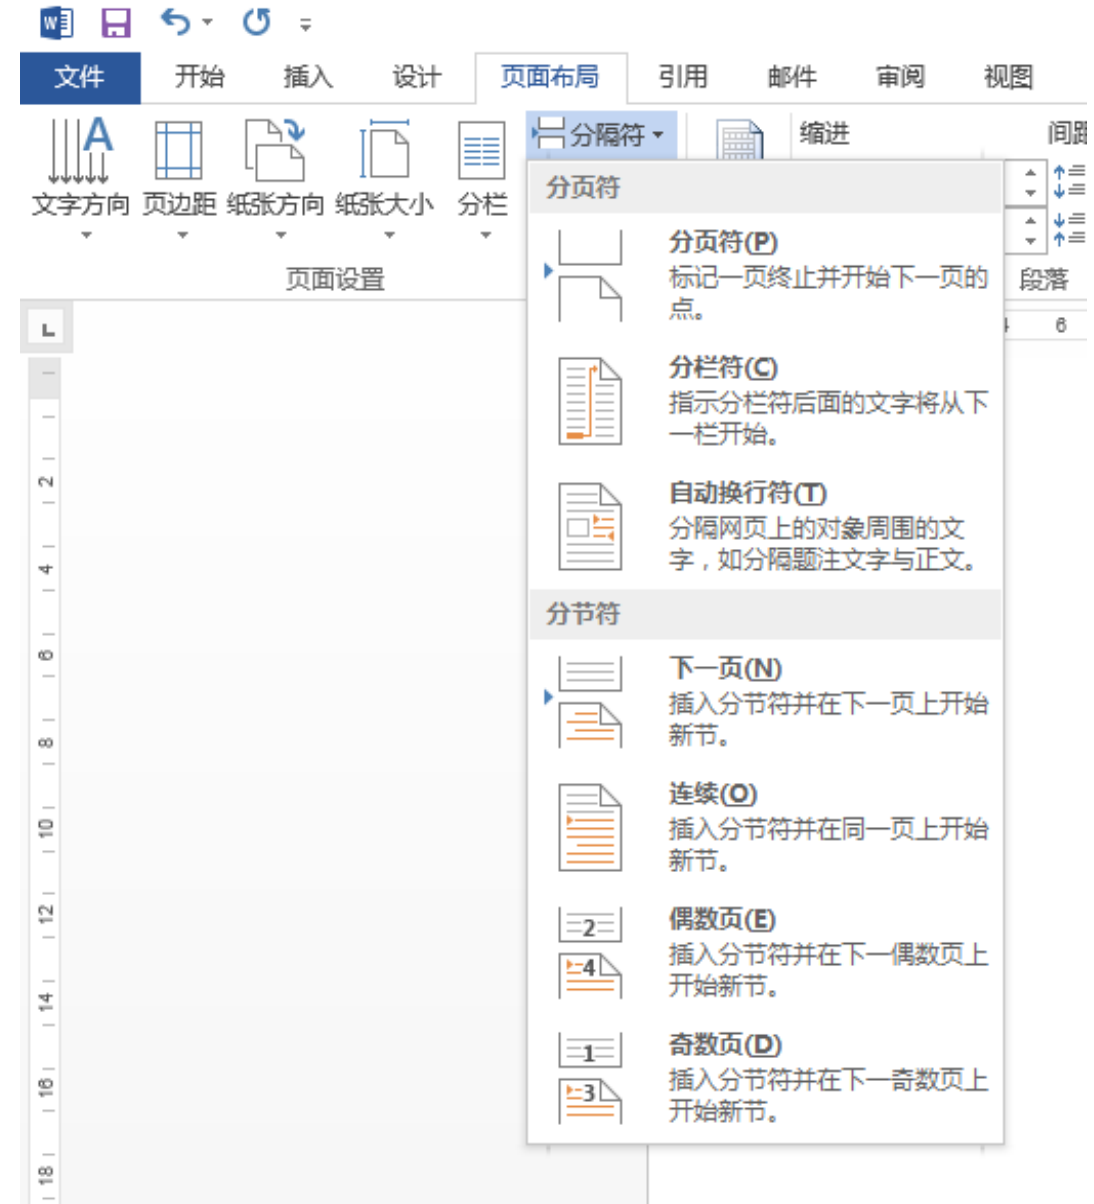 文件 开始 插入 设计 页面布局 引用 邮件 审阅 视图
分隔符 缩进 间距
文字方向 页边距 纸张方向 纸张大小 分栏
页面设置 段落
分页符
分页符(P)
标记一页终止并开始下一页的
点。
分栏符(C)
指示分栏符后面的文字将从下
一栏开始。
自动换行符(T)
分隔网页上的对象周围的文
字，如分隔题注文字与正文。
分节符
下一页(N)
插入分节符并在下一页上开始
新节。
连续(O)
插入分节符并在同一页上开始
新节。
偶数页(E)
插入分节符并在下一偶数页上
开始新节。
奇数页(D)
插入分节符并在下一奇数页上
开始新节。
2
4
1
3
6
2
4
6
8
10
12
14
16
18